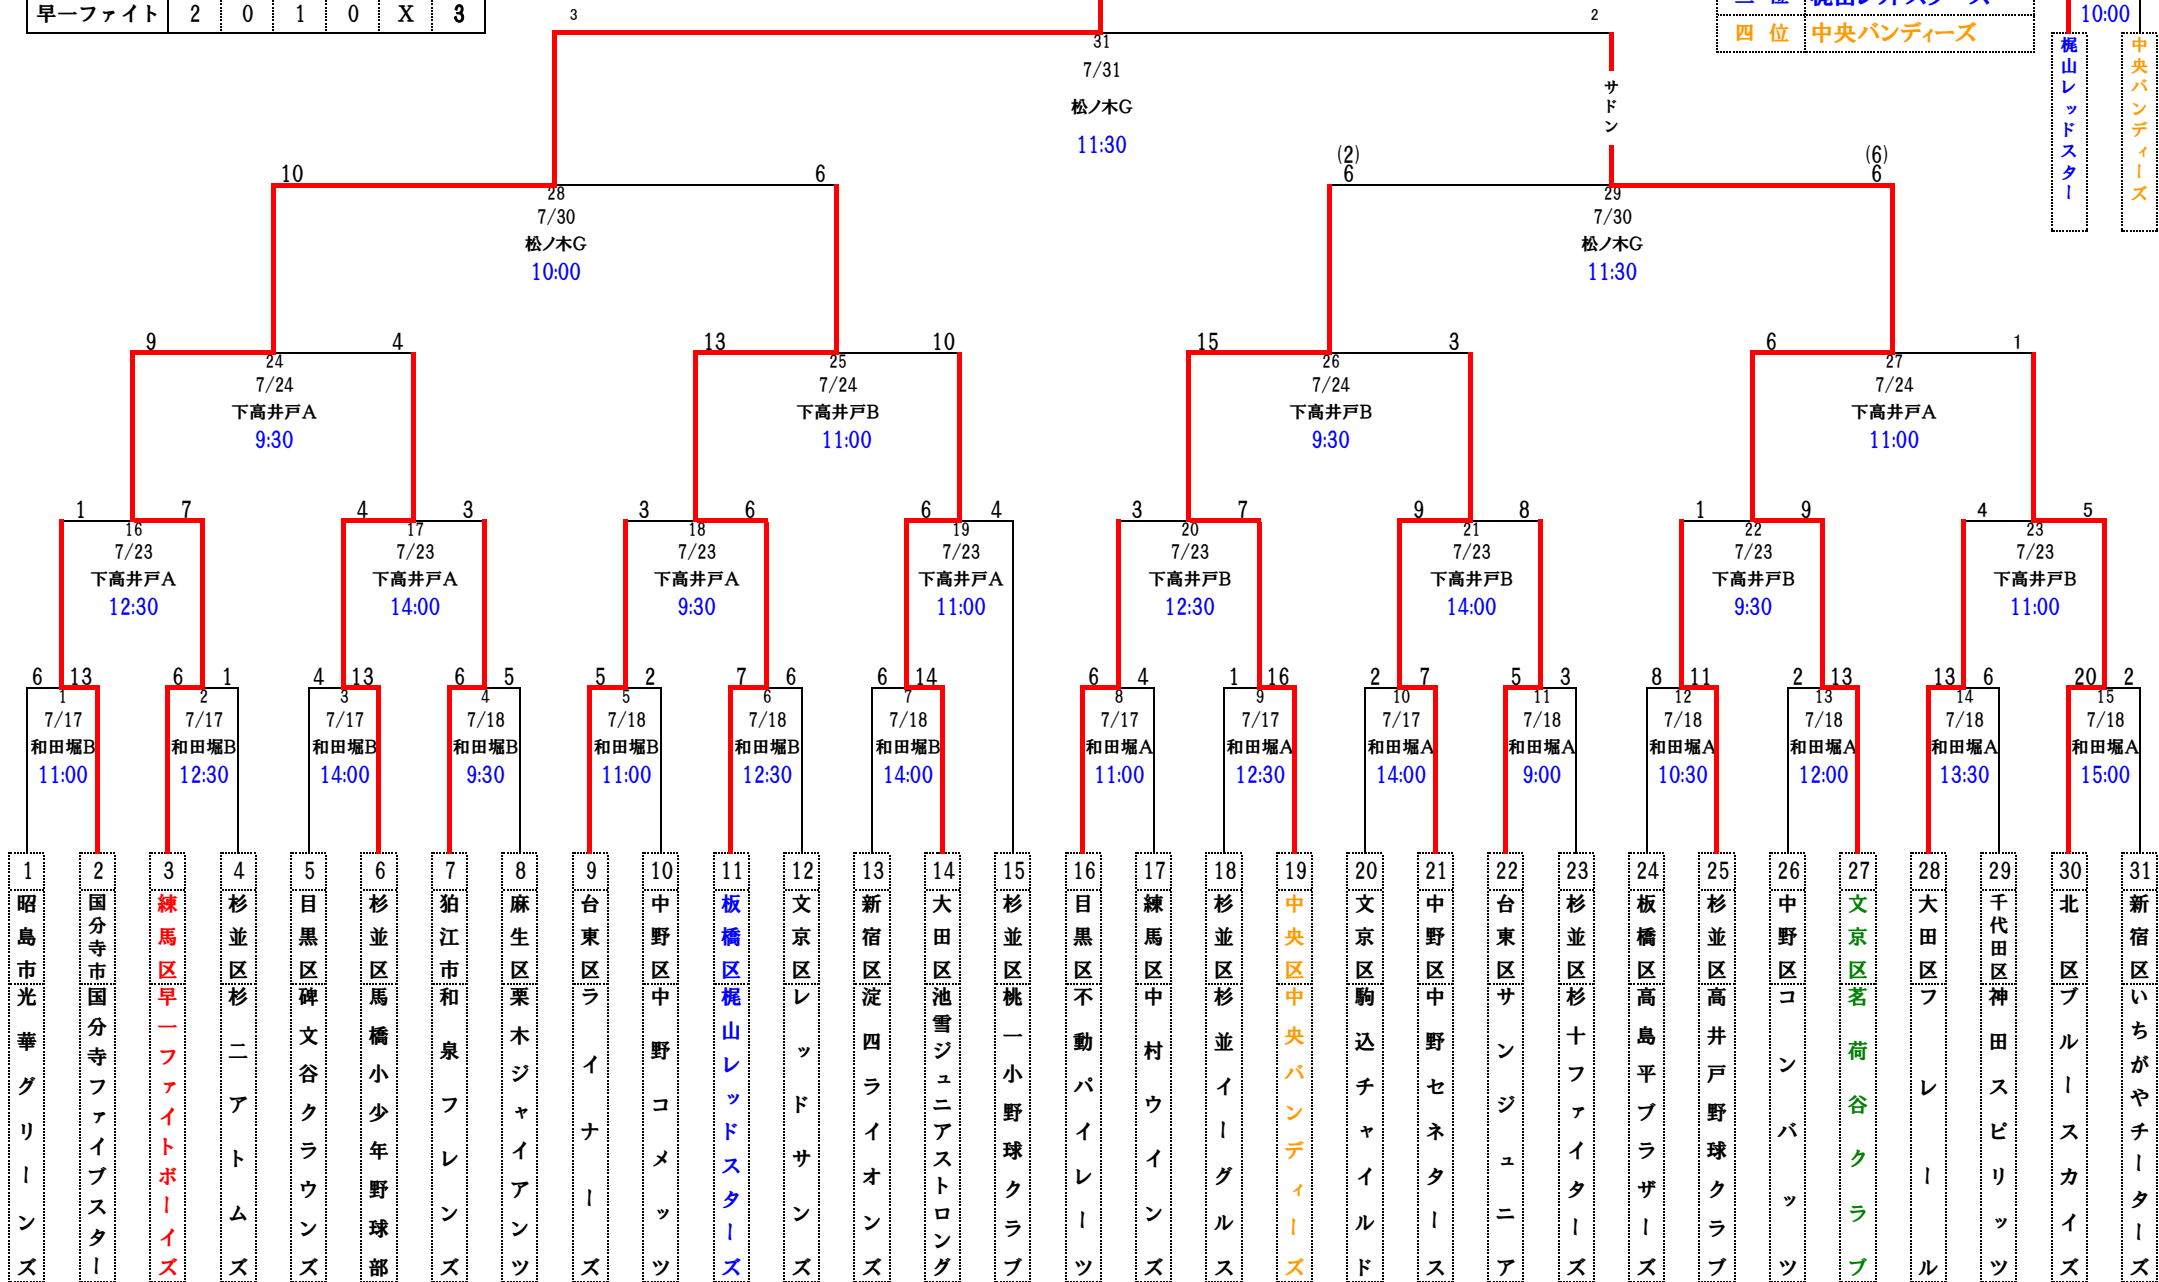 早一ファイト 2 0 1 0 X 3
3 2
31
7/31
松ノ木G
11:30
サドン
10:00
四 位 中央バンディーズ
梶山レッドスター
中央バンディーズ
10 6 (2) 6 (6) 6
28 29
7/30 7/30
松ノ木G 松ノ木G
10:00 11:30
9 4 13 10 15 3 6 1
24 25 26 27
7/24 7/24 7/24 7/24
下高井戸A 下高井戸B 下高井戸B 下高井戸A
9:30 11:00 9:30 11:00
1 7 4 3 3 6 6 4 3 7 9 8 1 9 4 5
16 17 18 19 20 21 22 23
7/23 7/23 7/23 7/23 7/23 7/23 7/23 7/23
下高井戸A 下高井戸A 下高井戸A 下高井戸A 下高井戸B 下高井戸B 下高井戸B 下高井戸B
12:30 14:00 9:30 11:00 12:30 14:00 9:30 11:00
6 13 6 1 4 13 6 5 5 2 7 6 6 14 6 4 1 16 2 7 5 3 8 11 2 13 13 6 20 2
1 2 3 4 5 6 7 8 9 10 11 12 13 14 15
7/17 7/17 7/17 7/18 7/18 7/18 7/18 7/17 7/17 7/17 7/18 7/18 7/18 7/18 7/18
和田堀B 和田堀B 和田堀B 和田堀B 和田堀B 和田堀B 和田堀B 和田堀A 和田堀A 和田堀A 和田堀A 和田堀A 和田堀A 和田堀A 和田堀A
11:00 12:30 14:00 9:30 11:00 12:30 14:00 11:00 12:30 14:00 9:00 10:30 12:00 13:30 15:00
1 昭島市 光華グリーンズ
2 国分寺市 国分寺ファイブスター
3 練馬区 早一ファイトボーイズ
4 杉並区 杉二アトムズ
5 目黒区 碑文谷クラウンズ
6 杉並区 馬橋小少年野球部
7 狛江市 和泉フレンズ
8 麻生区 栗木ジャイアンツ
9 台東区 ライナーズ
10 中野区 中野コメッツ
11 板橋区 梶山レッドスターズ
12 文京区 レッドサンズ
13 新宿区 淀四ライオンズ
14 大田区 池雪ジュニアストロング
15 杉並区 桃一小野球クラブ
16 目黒区 不動パイレーツ
17 練馬区 中村ウインズ
18 杉並区 杉並イーグルス
19 中央区 中央バンディーズ
20 文京区 駒込チャイルド
21 中野区 中野セネタース
22 台東区 サンジュニア
23 杉並区 杉十ファイターズ
24 板橋区 高島平ブラザーズ
25 杉並区 高井戸野球クラブ
26 中野区 コンバッツ
27 文京区 茗荷谷クラブ
28 大田区 フレール
29 千代田区 神田スピリッツ
30 北区 ブルースカイズ
31 新宿区 いちがやチーターズ